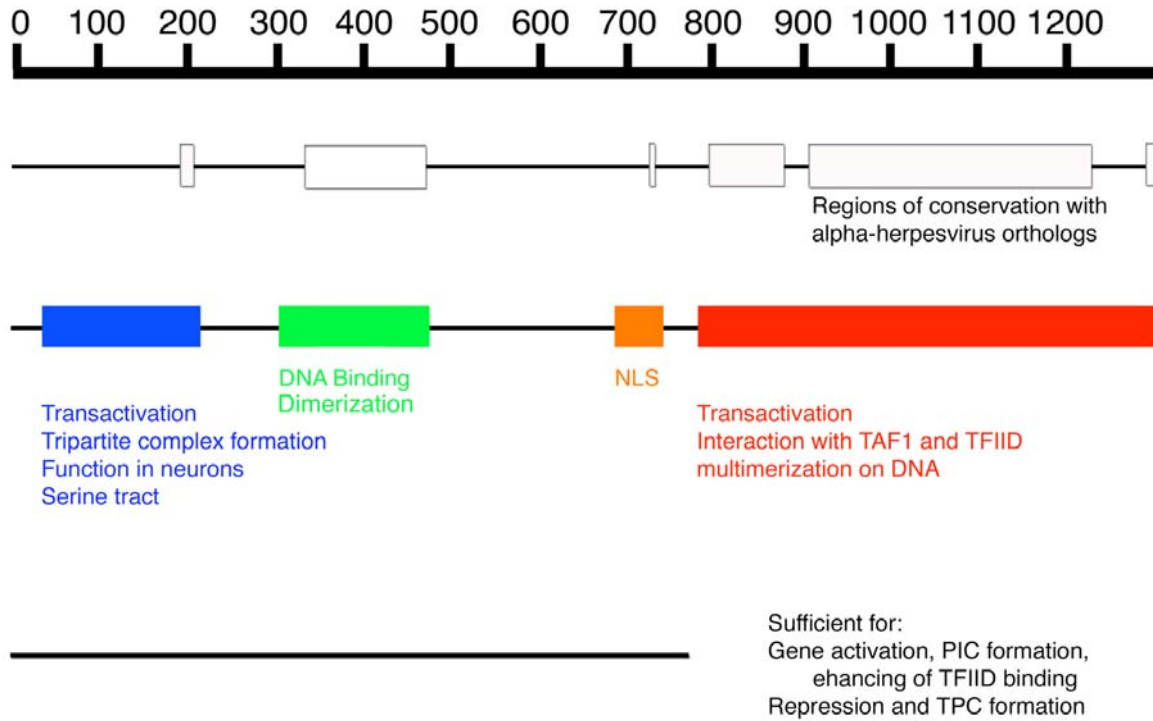 0 100 200 300 400 500 600 700 800 900 1000 1100 1200
Regions of conservation with
alpha-herpesvirus orthologs
DNA Binding
Dimerization
NLS
Transactivation
Tripartite complex formation
Function in neurons
Serine tract
Transactivation
Interaction with TAF1 and TFIID
multimerization on DNA
Sufficient for:
Gene activation, PIC formation,
ehancing of TFIID binding
Repression and TPC formation